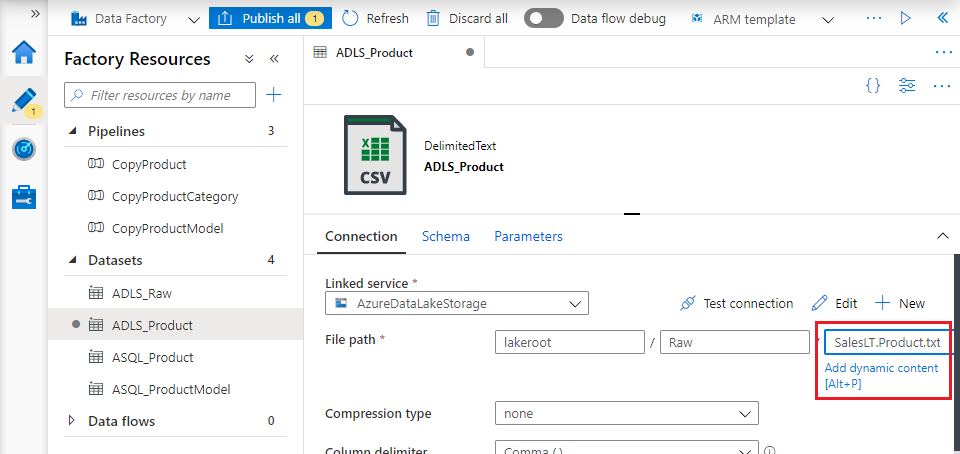 »
Data Factory
Publish all 1
Refresh
Discard all
Data flow debug
ARM template
«
1
Factory Resources
«
Filter resources by name
Pipelines 3
CopyProduct
CopyProductCategory
CopyProductModel
Datasets 4
ADLS_Raw
ADLS_Product
ASQL_Product
ASQL_ProductModel
Data flows 0
ADLS_Product
{}
X
CSV
DelimitedText
ADLS_Product
Connection
Schema
Parameters
Linked service *
AzureDataLakeStorage
Test connection
Edit
New
File path *
lakeroot / Raw / SalesLT.Product.txt
Add dynamic content
[Alt+P]
Compression type
none
Column delimiter
Comma (,)